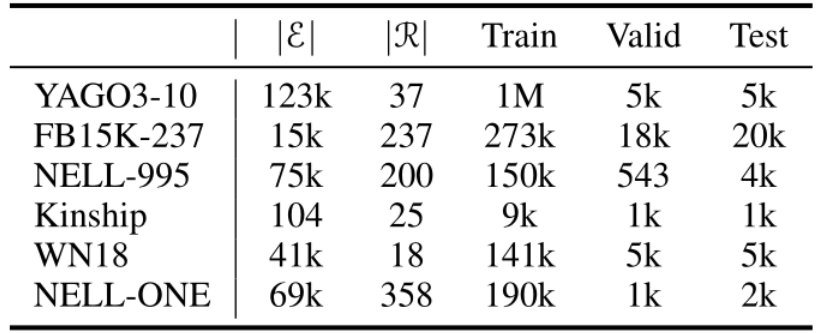 |ℰ| |ℛ| Train Valid Test
YAGO3-10 123k 37 1M 5k 5k
FB15K-237 15k 237 273k 18k 20k
NELL-995 75k 200 150k 543 4k
Kinship 104 25 9k 1k 1k
WN18 41k 18 141k 5k 5k
NELL-ONE 69k 358 190k 1k 2k